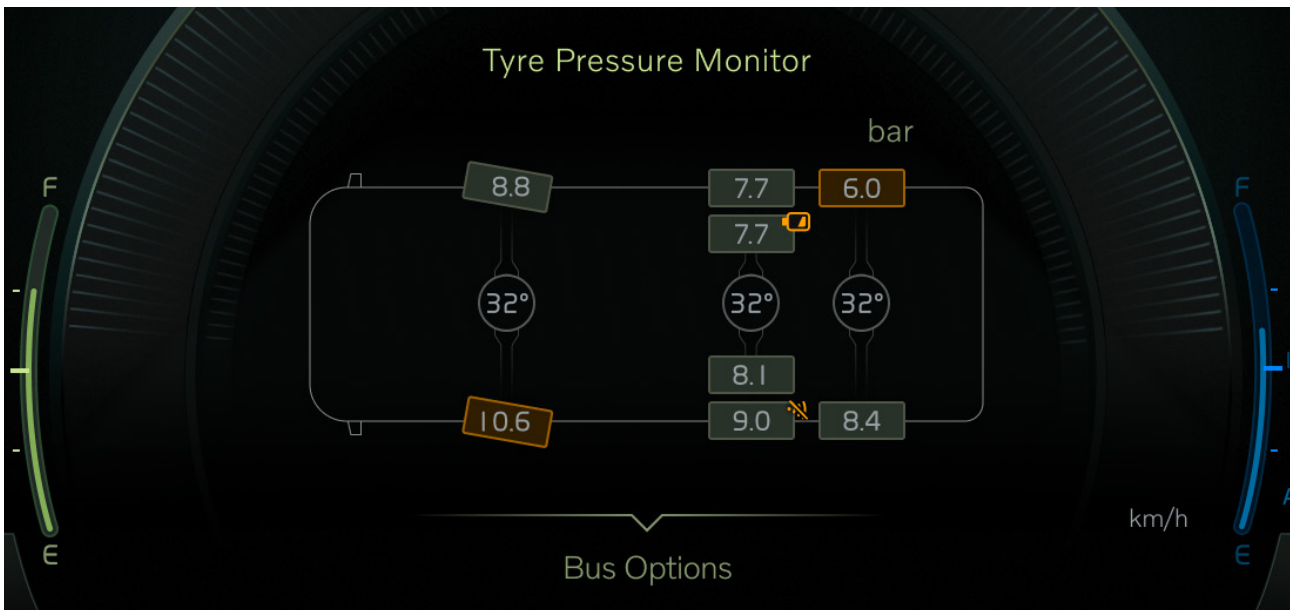 Tyre Pressure Monitor
bar
F
F
8.8
7.7
6.0
7.7
32°
32°
32°
8.1
10.6
9.0
8.4
km/h
E
E
Bus Options